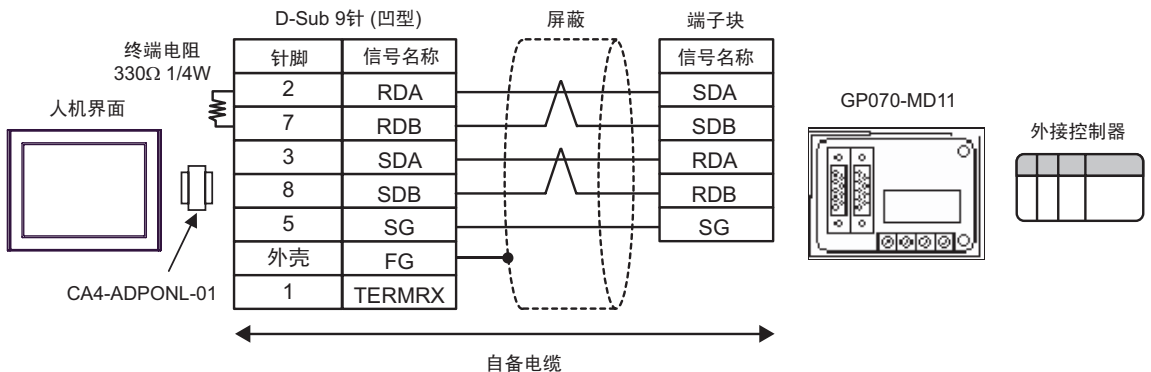 D-Sub 9针 (凹型)
屏蔽
端子块
终端电阻
330Ω 1/4W
针脚 信号名称
信号名称
2 RDA
SDA
7 RDB
SDB
3 SDA
RDA
8 SDB
RDB
5 SG
SG
外壳 FG
1 TERMRX
人机界面
CA4-ADPONL-01
GP070-MD11
外接控制器
自备电缆